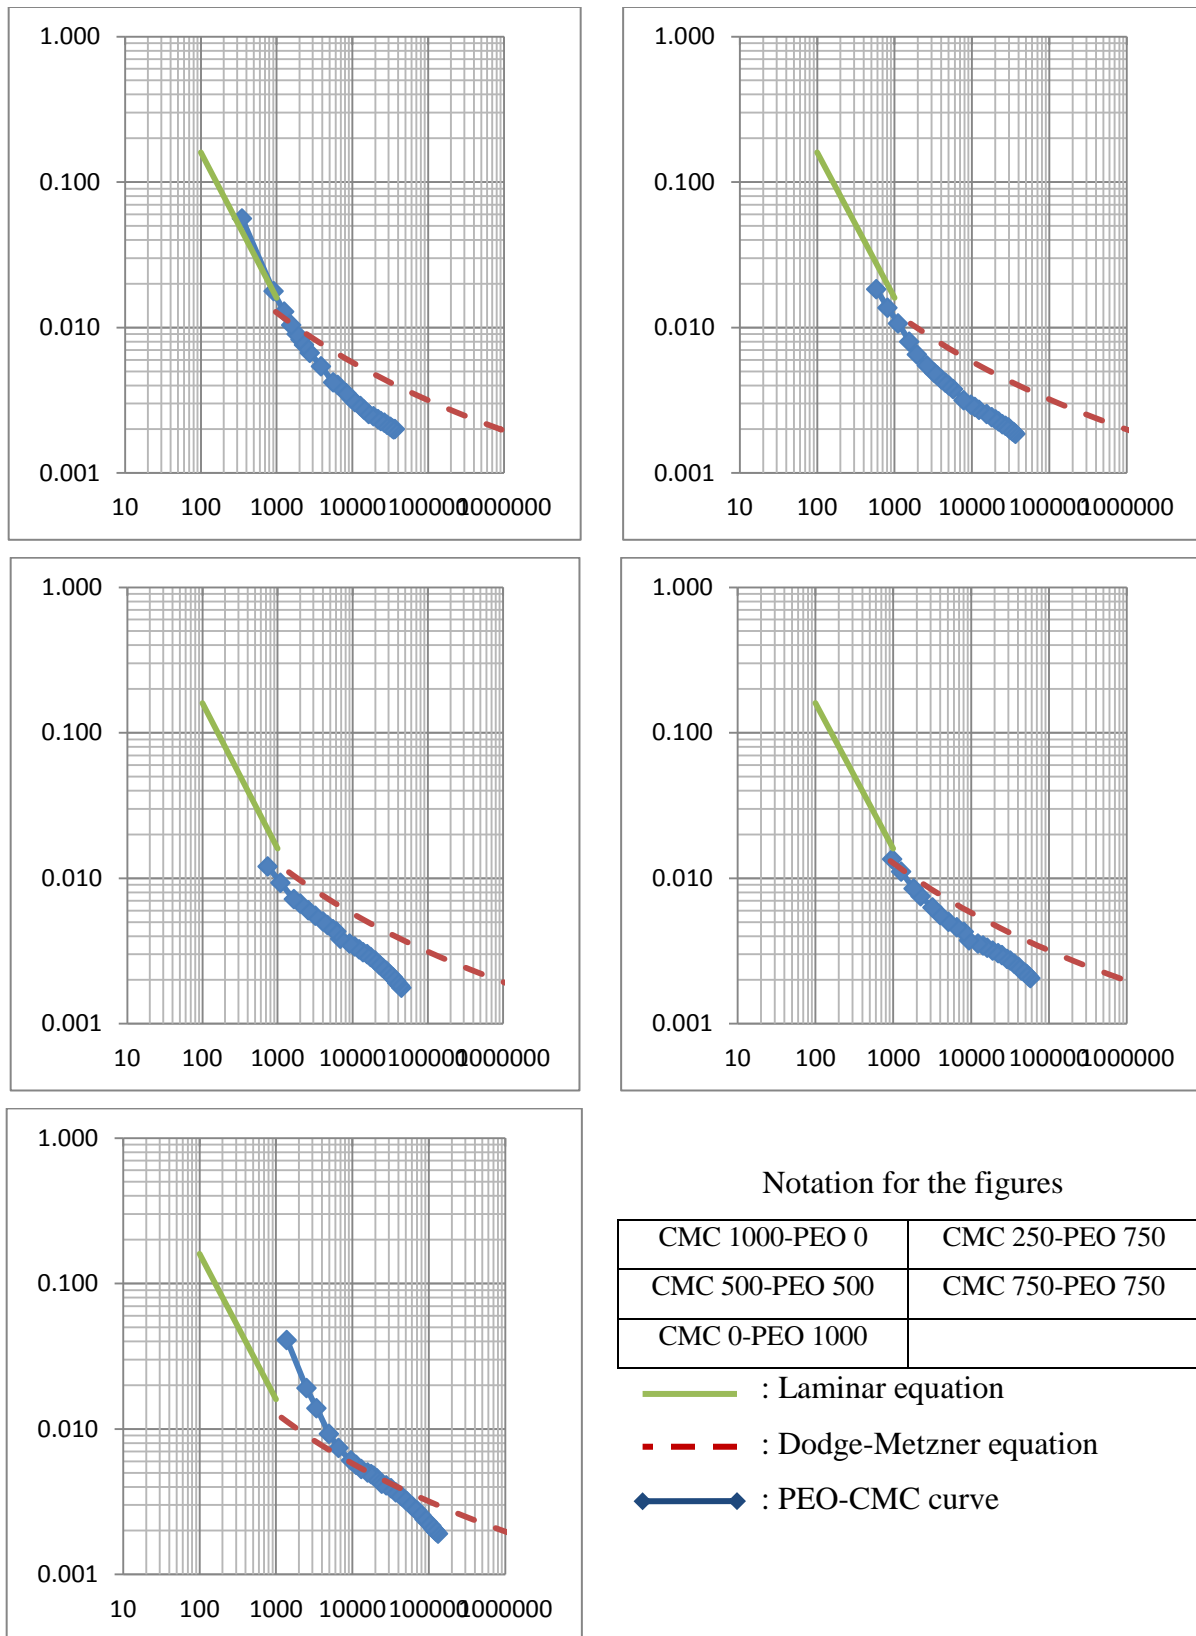 1.000
0.100
0.010
0.001
10 100 1000 10000 100000 1000000
1.000
0.100
0.010
0.001
10 100 1000 10000 100000 1000000
1.000
0.100
0.010
0.001
10 100 1000 10000 100000 1000000
1.000
0.100
0.010
0.001
10 100 1000 10000 100000 1000000
1.000
0.100
0.010
0.001
10 100 1000 10000 100000 1000000
Notation for the figures
CMC 1000-PEO 0 CMC 250-PEO 750
CMC 500-PEO 500 CMC 750-PEO 750
CMC 0-PEO 1000
: Laminar equation
: Dodge-Metzner equation
: PEO-CMC curve